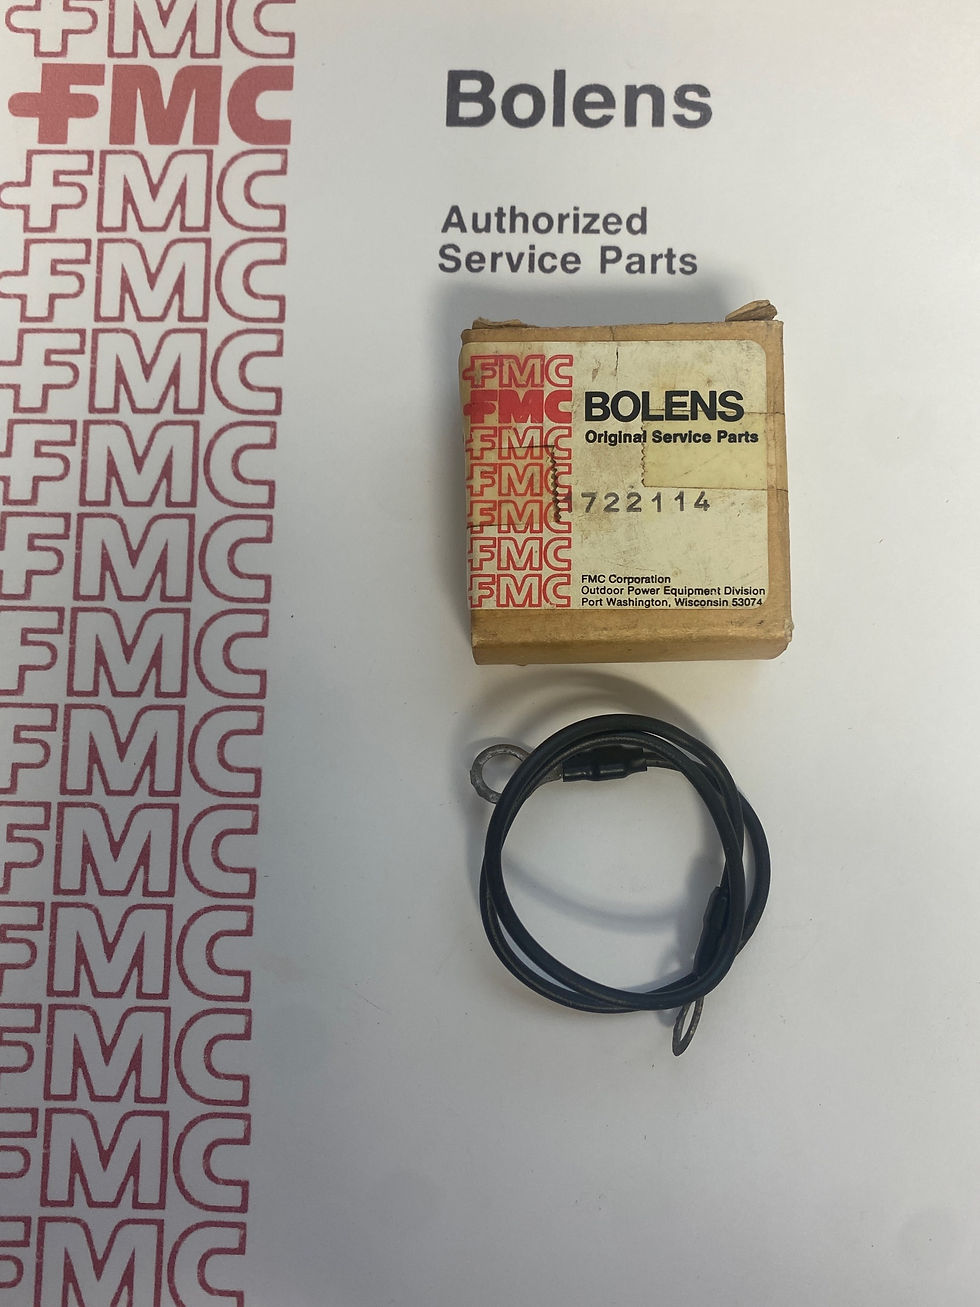 FMC
FMC
FMC
FMC
FMC
FMC
FMC
FMC
FMC
FMC
FMC
FMC
FMC
FMC
Bolens
Authorized
Service Parts
FMC
FMC
FMC
FMC
FMC
FMC
FMC
BOLENS
Original Service Parts
1722114
FMC Corporation
Outdoor Power Equipment Division
Port Washington, Wisconsin 53074